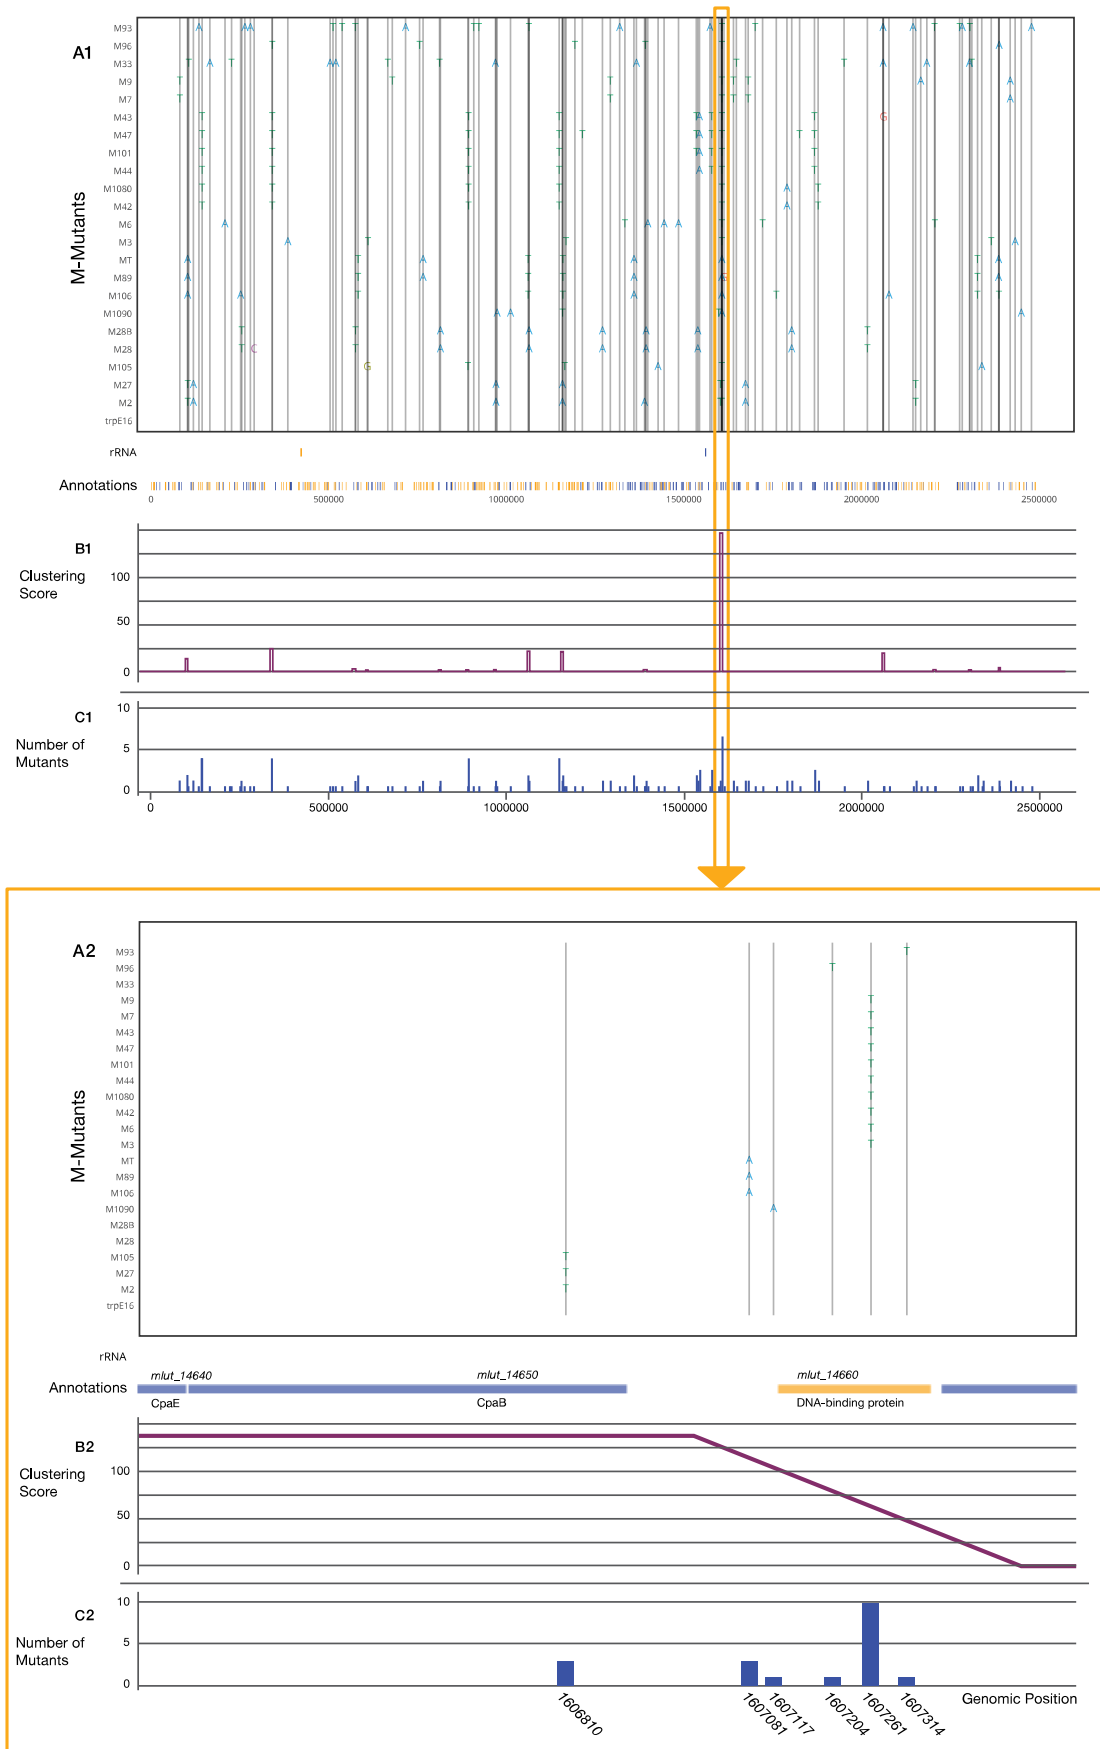 A1
M-Mutants
M93
M96
M33
M9
M7
M43
M47
M101
M44
M1080
M42
M6
M3
MT
M89
M106
M1090
M28B
M28
M105
M27
M2
trpE16
rRNA
Annotations
0 500000 1000000 1500000 2000000 2500000
B1
Clustering
Score
100
50
0
C1
Number of
Mutants
10
5
0
0 500000 1000000 1500000 2000000 2500000
A2
M-Mutants
M93 T
M96 T
M33
M9 T
M7 T
M43 T
M47 T
M101 T
M44 T
M1080 T
M42 T
M6 T
M3 T
MT A
M89 A
M106 A
M1090 A
M28B
M28
M105 T
M27 T
M2 T
trpE16
rRNA
mlut_14640 mlut_14650 mlut_14660
Annotations
CpaE CpaB DNA-binding protein
B2
Clustering
Score
100
50
0
C2
Number of
Mutants
10
5
0
1606810 1607081 1607117 1607204 1607261 1607314
Genomic Position